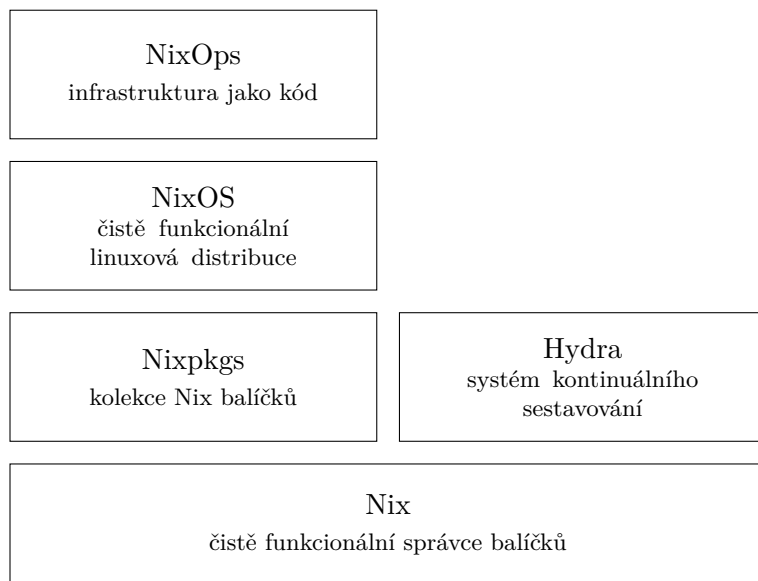 NixOps
infrastruktura jako kód
NixOS
čistě funkcionální
linuxová distribuce
Nixpkgs
kolekce Nix balíčků
Hydra
systém kontinuálního
sestavování
Nix
čistě funkcionální správce balíčků